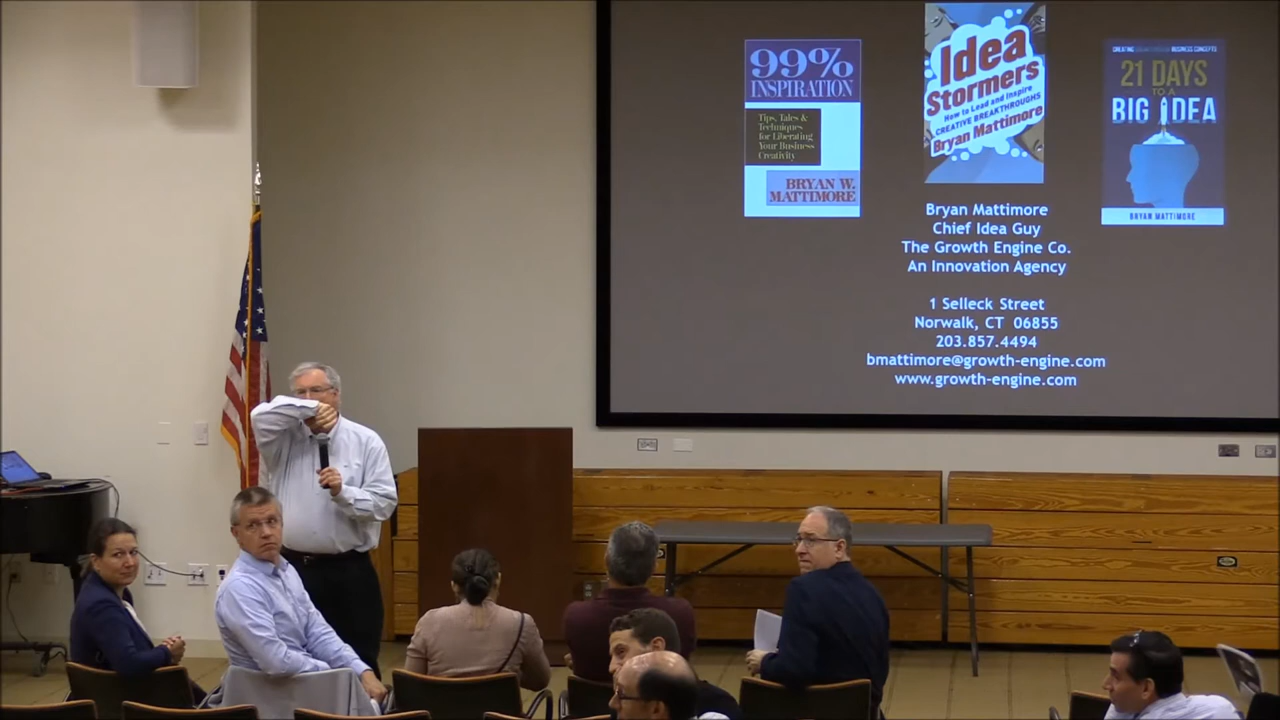 99%
INSPIRATION
Tips, Tales &
Techniques
for Liberating
Your Business
Creativity
BRYAN W.
MATTIMORE
Idea
Stormers
How to Lead and Inspire
CREATIVE BREAKTHROUGHS
Bryan Mattimore
BUSINESS CONCEPTS
21 DAYS
TO A
BIG IDEA
BRYAN MATTIMORE
Bryan Mattimore
Chief Idea Guy
The Growth Engine Co.
An Innovation Agency
1 Selleck Street
Norwalk, CT 06855
203.857.4494
bmattimore@growth-engine.com
www.growth-engine.com